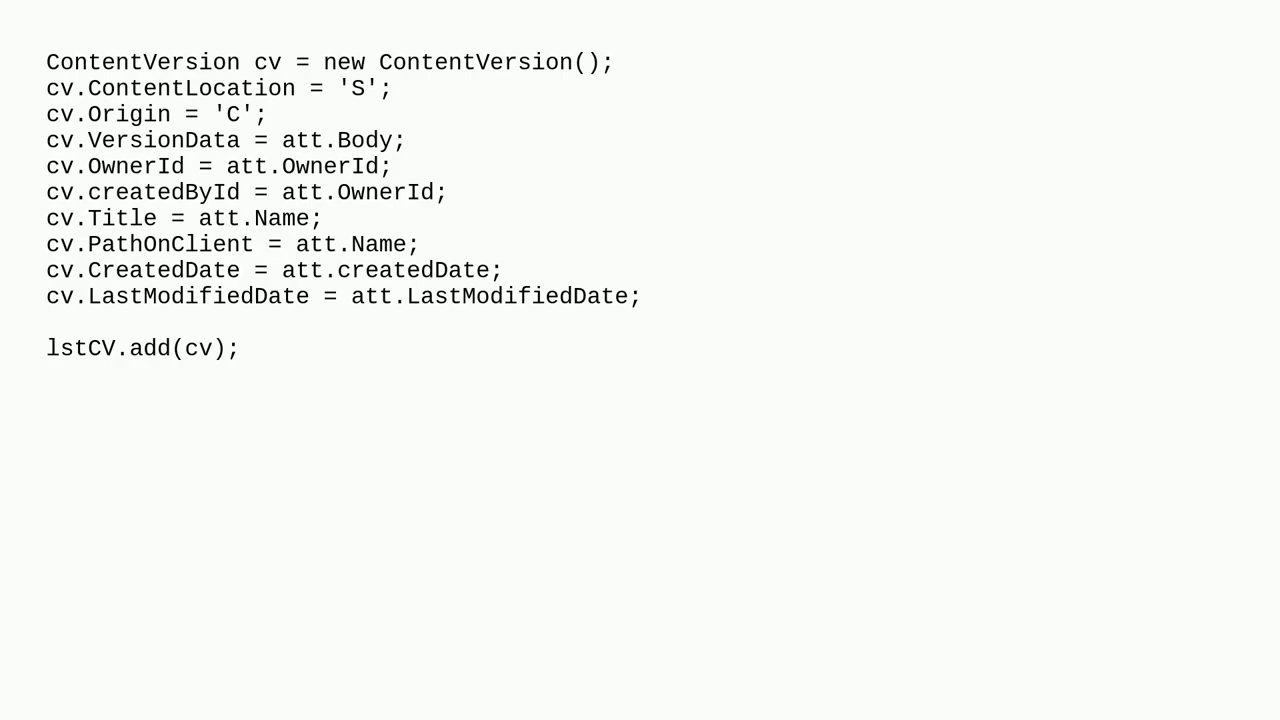 ContentVersion cv = new ContentVersion();
cv.ContentLocation = 'S';
cv.Origin = 'C';
cv.VersionData = att.Body;
cv.OwnerId = att.OwnerId;
cv.createdById = att.OwnerId;
cv.Title = att.Name;
cv.PathOnClient = att.Name;
cv.CreatedDate = att.createdDate;
cv.LastModifiedDate = att.LastModifiedDate;

lstCV.add(cv);